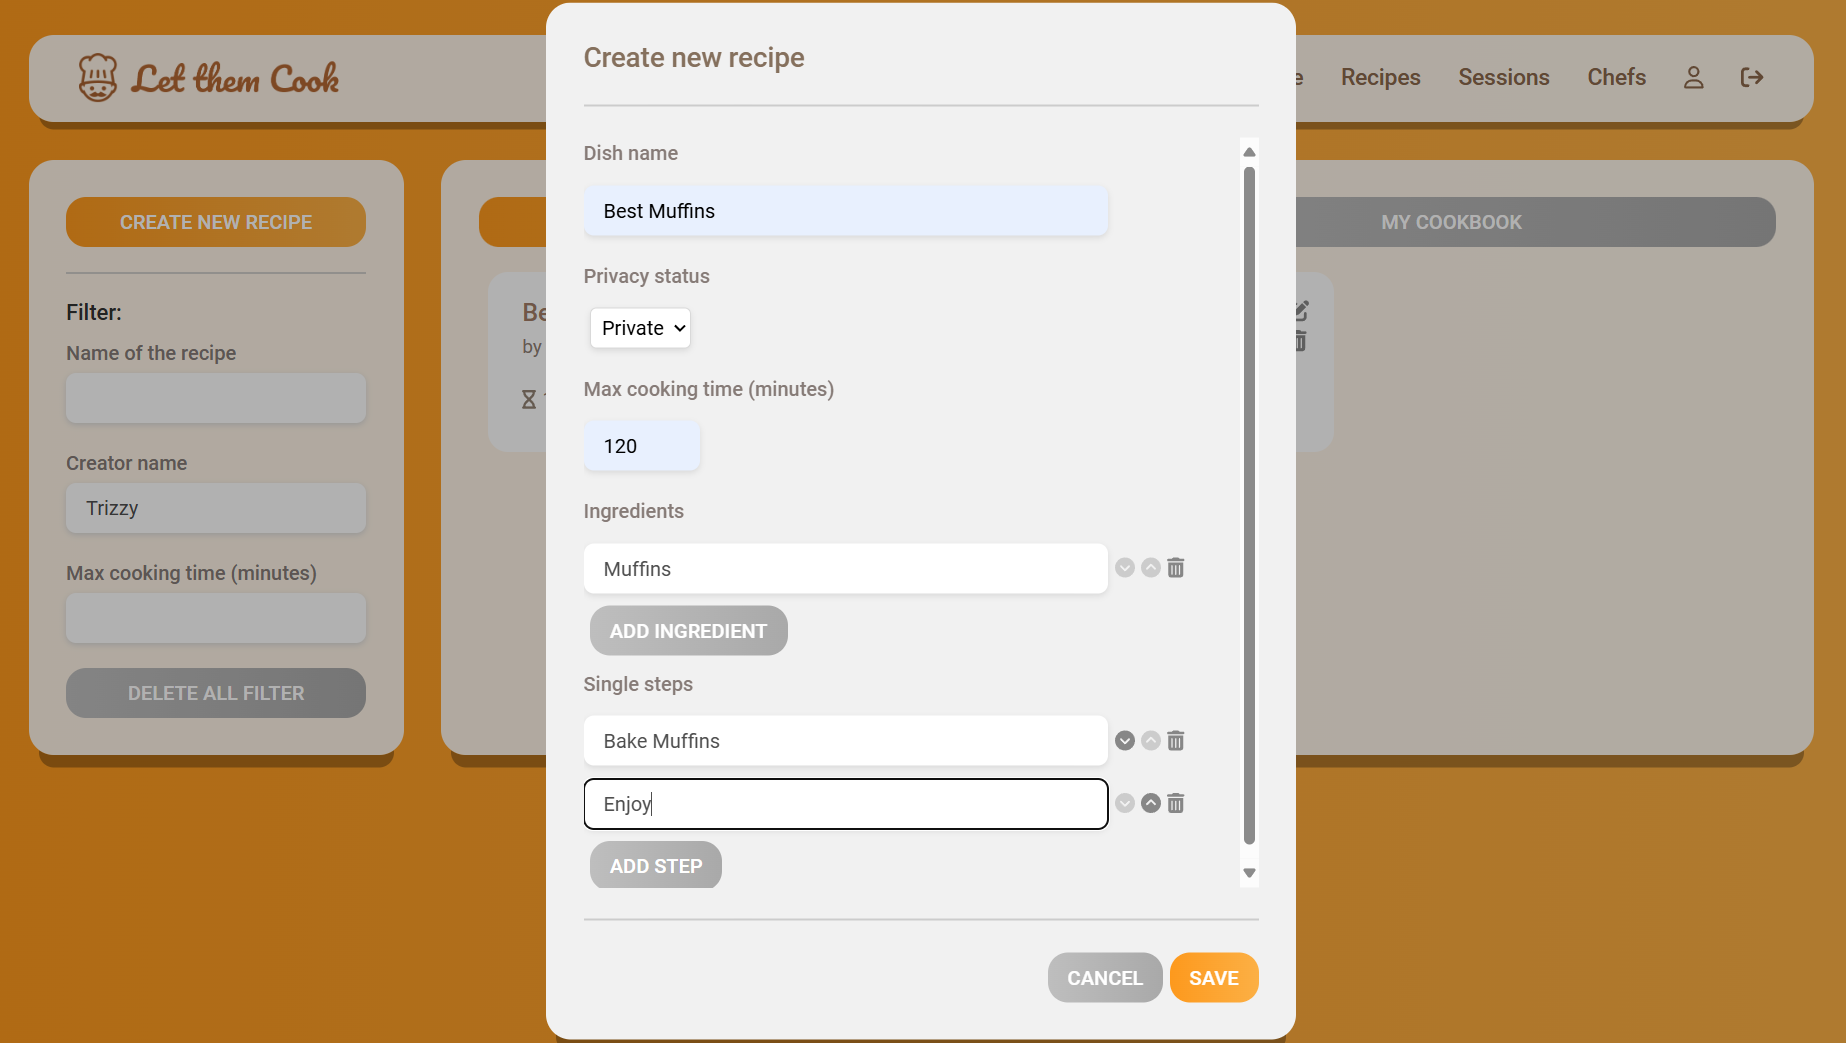 Let them Cook
Recipes
Sessions
Chefs
CREATE NEW RECIPE
Filter:
Name of the recipe
Creator name
Trizzy
Max cooking time (minutes)
DELETE ALL FILTER
by
MY COOKBOOK
Create new recipe
Dish name
Best Muffins
Privacy status
Private
Max cooking time (minutes)
120
Ingredients
Muffins
ADD INGREDIENT
Single steps
Bake Muffins
Enjoy
ADD STEP
CANCEL SAVE